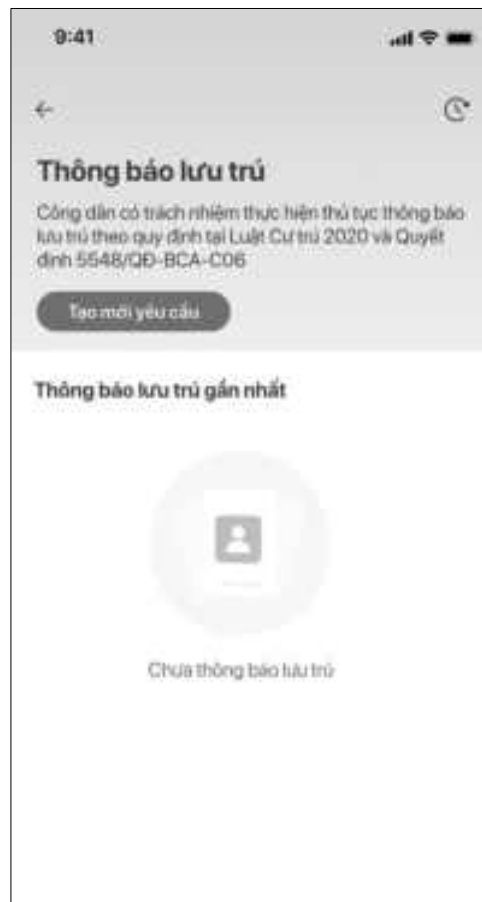 9:41
Thông báo lưu trú
Công dân có trách nhiệm thực hiện thủ tục thông báo
lưu trú theo quy định tại Luật Cư trú 2020 và Quyết
định 5548/QĐ-BCA-C06
Tạo mới yêu cầu
Thông báo lưu trú gần nhất
Chưa thông báo lưu trú